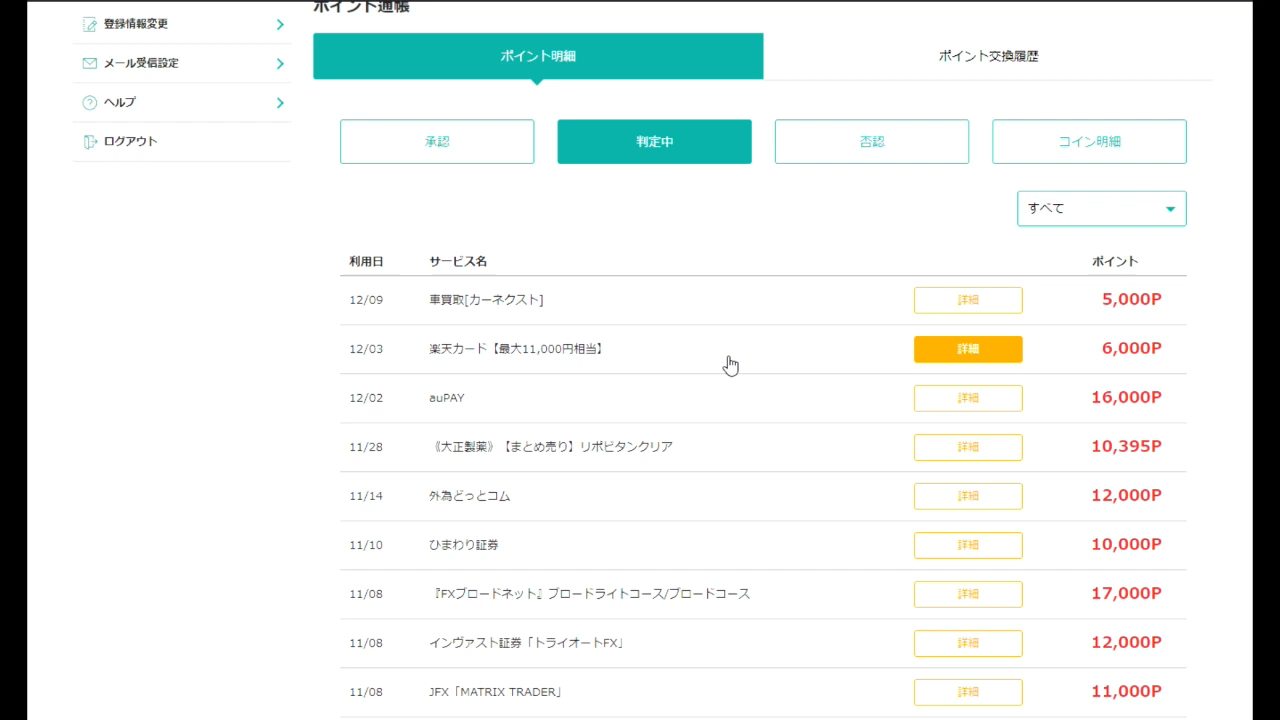 ポイント通帳
登録情報変更
メール受信設定
ヘルプ
ログアウト
ポイント明細 ポイント交換履歴
承認 判定中 否認 コイン明細
すべて
利用日 サービス名 ポイント
12/09 車買取[カーネクスト] 詳細 5,000P
12/03 楽天カード【最大11,000円相当】 詳細 6,000P
12/02 auPAY 詳細 16,000P
11/28 《大正製薬》【まとめ売り】リポビタンクリア 詳細 10,395P
11/14 外為どっとコム 詳細 12,000P
11/10 ひまわり証券 詳細 10,000P
11/08 『FXブロードネット』ブロードライトコース/ブロードコース 詳細 17,000P
11/08 インヴァスト証券「トライオートFX」 詳細 12,000P
11/08 JFX「MATRIX TRADER」 詳細 11,000P